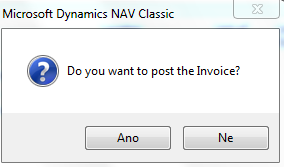 Microsoft Dynamics NAV Classic
Do you want to post the Invoice?
Ano
Ne